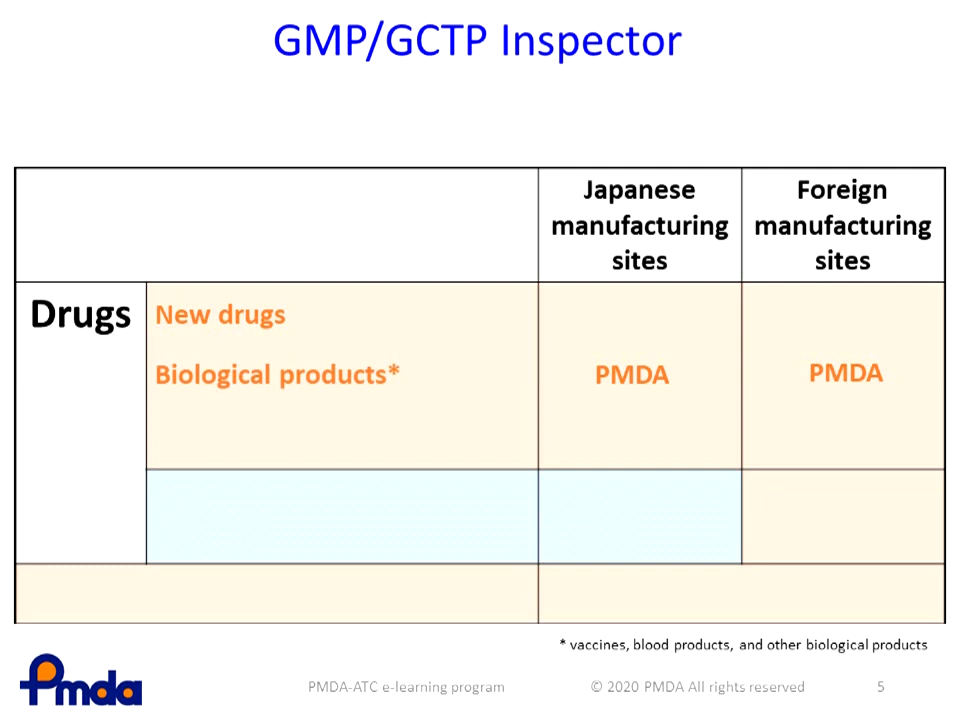 GMP/GCTP Inspector
Japanese
manufacturing
sites
Foreign
manufacturing
sites
Drugs
New drugs
Biological products*
PMDA
PMDA
* vaccines, blood products, and other biological products
Pmda
PMDA-ATC e-learning program
© 2020 PMDA All rights reserved
5